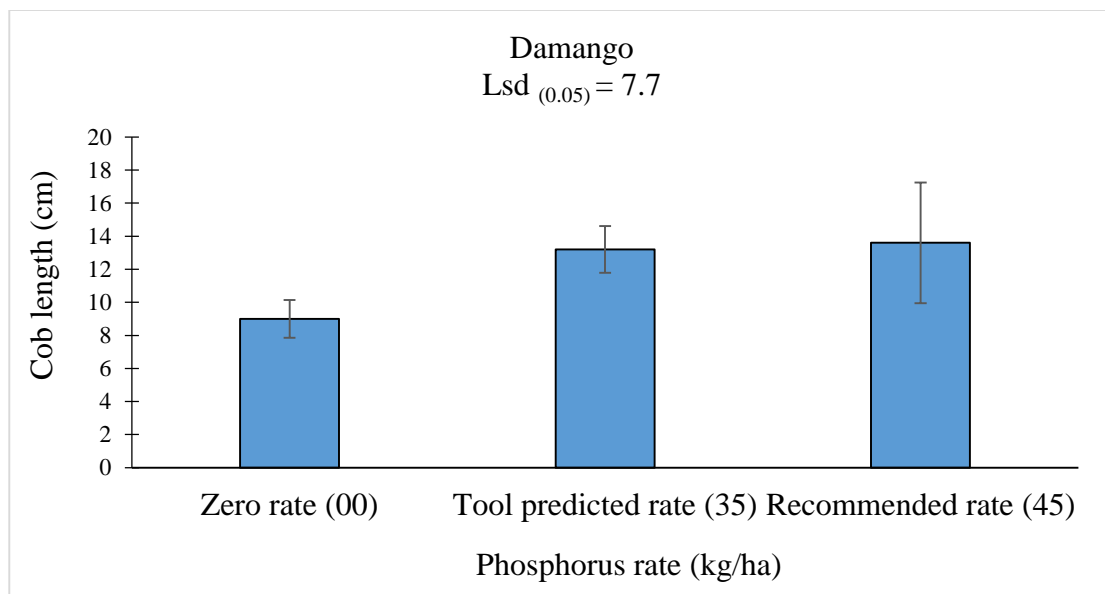 Damango
Lsd (0.05) = 7.7
20
18
16
14
12
10
8
6
4
2
0
Cob length (cm)
Zero rate (00) Tool predicted rate (35) Recommended rate (45)
Phosphorus rate (kg/ha)